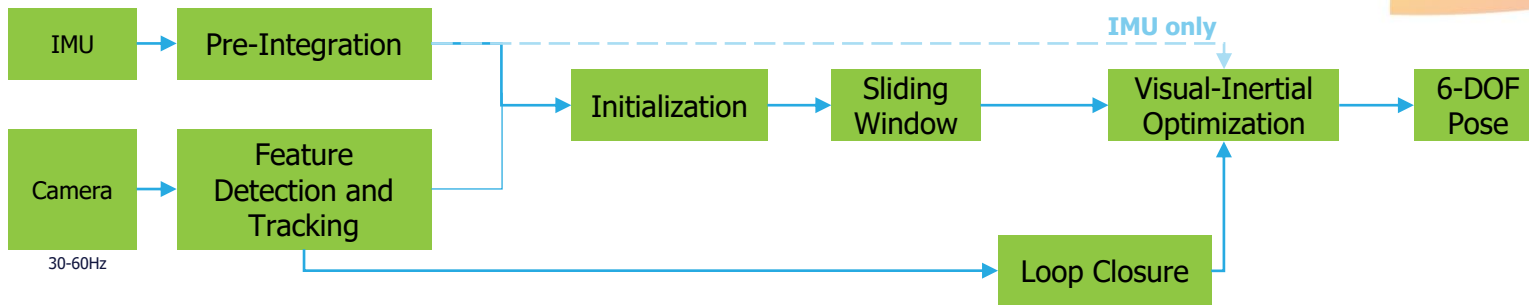 IMU only
IMU
Pre-Integration
Initialization
Sliding
Window
Visual-Inertial
Optimization
6-DOF
Pose
Camera
Feature
Detection and
Tracking
30-60Hz
Loop Closure